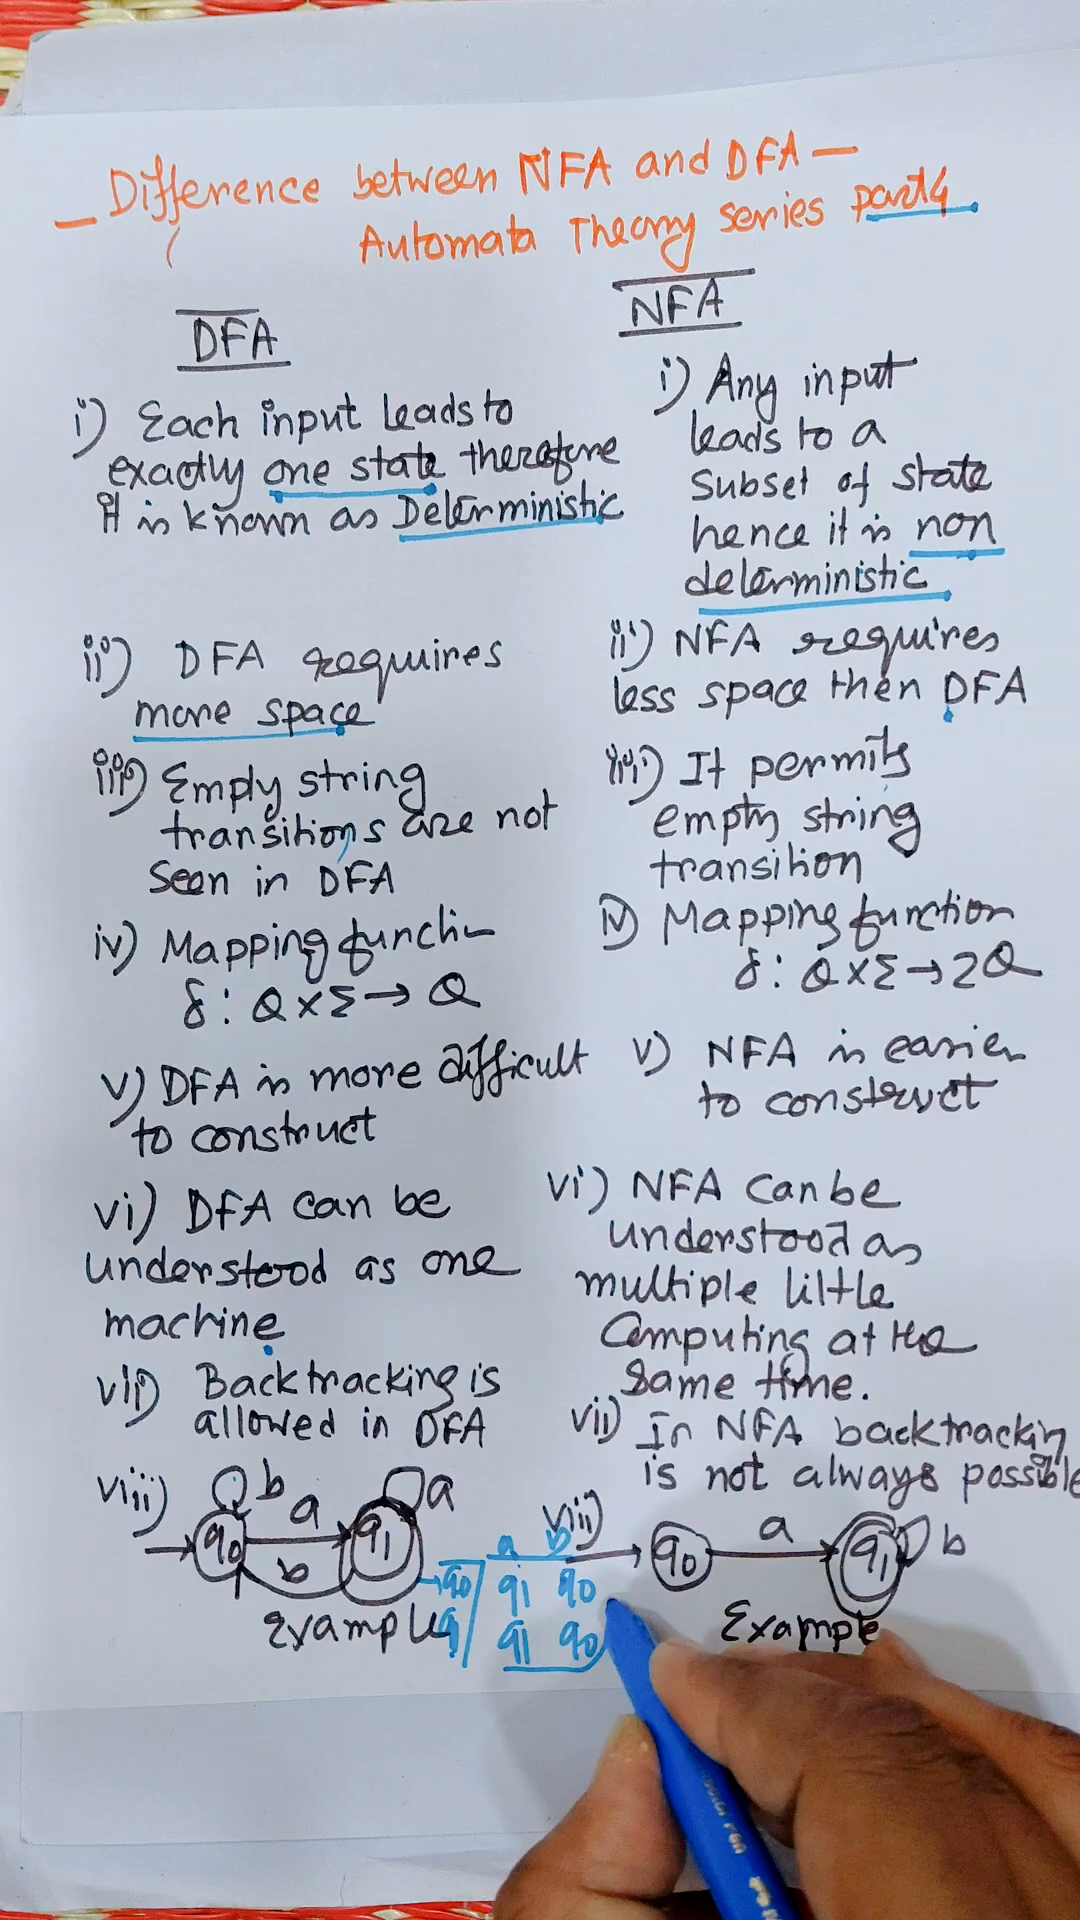 Difference between NFA and DFA
Automata Theory series part 4
DFA
i) Each input leads to
exactly one state therefore
it is known as Deterministic
ii) DFA requires
more space
iii) Empty string
transitions are not
seen in DFA
iv) Mapping functin
δ: Q×Σ→Q
v) DFA is more difficult
to construct
vi) DFA can be
understood as one
machine
vii) Backtracking is
allowed in DFA
viii)
b
a
a
q0
q1
b
Example
a b
→q0 q1 q0
q1 q1 q0
NFA
i) Any input
leads to a
subset of state
hence it is non
deterministic
ii) NFA requires
less space then DFA
iii) It permits
empty string
transition
iv) Mapping function
δ: Q×Σ→2Q
v) NFA is easier
to construct
vi) NFA can be
understood as
multiple little
Computing at the
same time.
vii) In NFA backtrackin
is not always possible
viii)
q0
a
q1
b
Example